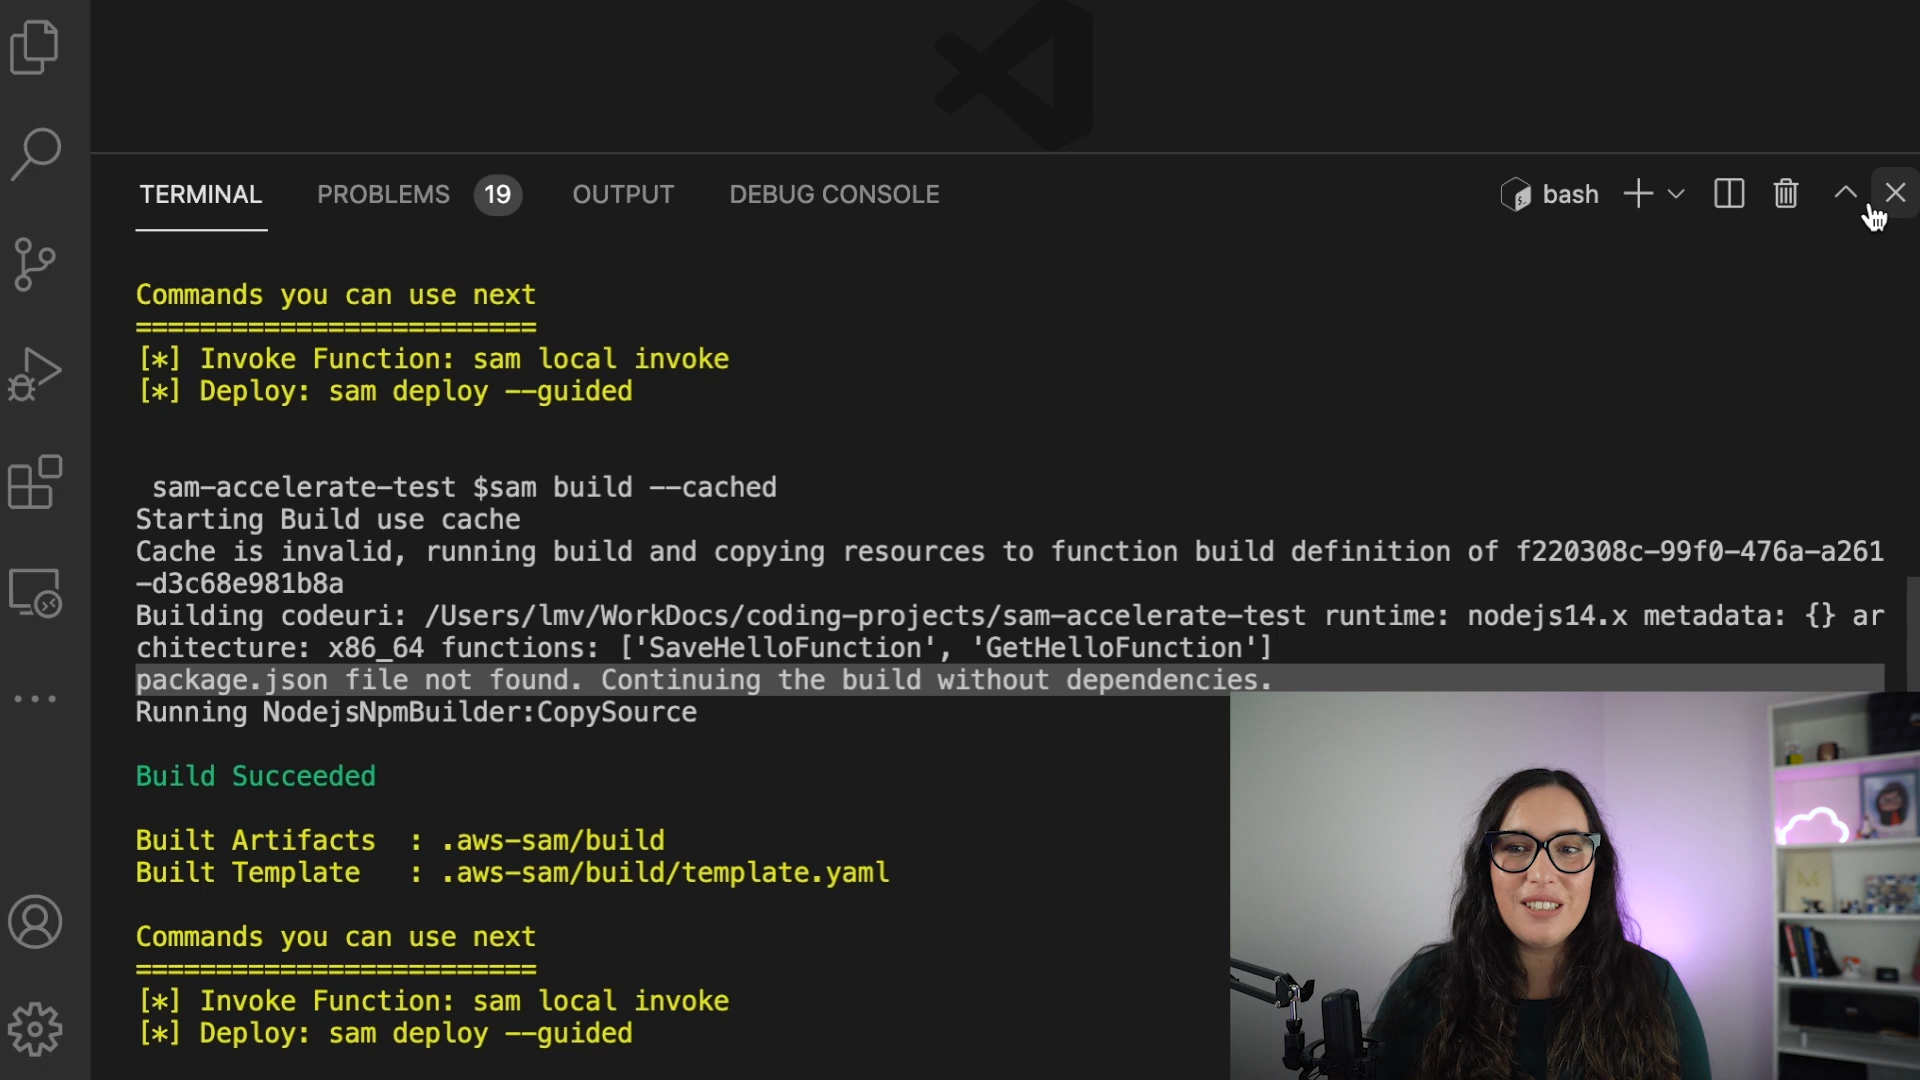 TERMINAL PROBLEMS 19 OUTPUT DEBUG CONSOLE bash
Commands you can use next
=========================
[*] Invoke Function: sam local invoke
[*] Deploy: sam deploy --guided
sam-accelerate-test $sam build --cached
Starting Build use cache
Cache is invalid, running build and copying resources to function build definition of f220308c-99f0-476a-a261
-d3c68e981b8a
Building codeuri: /Users/lmv/WorkDocs/coding-projects/sam-accelerate-test runtime: nodejs14.x metadata: {} ar
chitecture: x86_64 functions: ['SaveHelloFunction', 'GetHelloFunction']
package.json file not found. Continuing the build without dependencies.
Running NodejsNpmBuilder:CopySource
Build Succeeded
Built Artifacts  : .aws-sam/build
Built Template   : .aws-sam/build/template.yaml
Commands you can use next
=========================
[*] Invoke Function: sam local invoke
[*] Deploy: sam deploy --guided